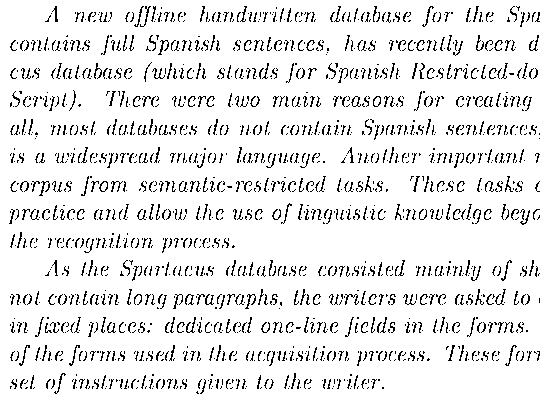 A new offline handwritten database for the Spa
contains full Spanish sentences, has recently been d
cus database (which stands for Spanish Restricted-do
Script). There were two main reasons for creating
all, most databases do not contain Spanish sentences,
is a widespread major language. Another important r
corpus from semantic-restricted tasks. These tasks c
practice and allow the use of linguistic knowledge beyo
the recognition process.
As the Spartacus database consisted mainly of sh
not contain long paragraphs, the writers were asked to
in fixed places: dedicated one-line fields in the forms.
of the forms used in the acquisition process. These for
set of instructions given to the writer.